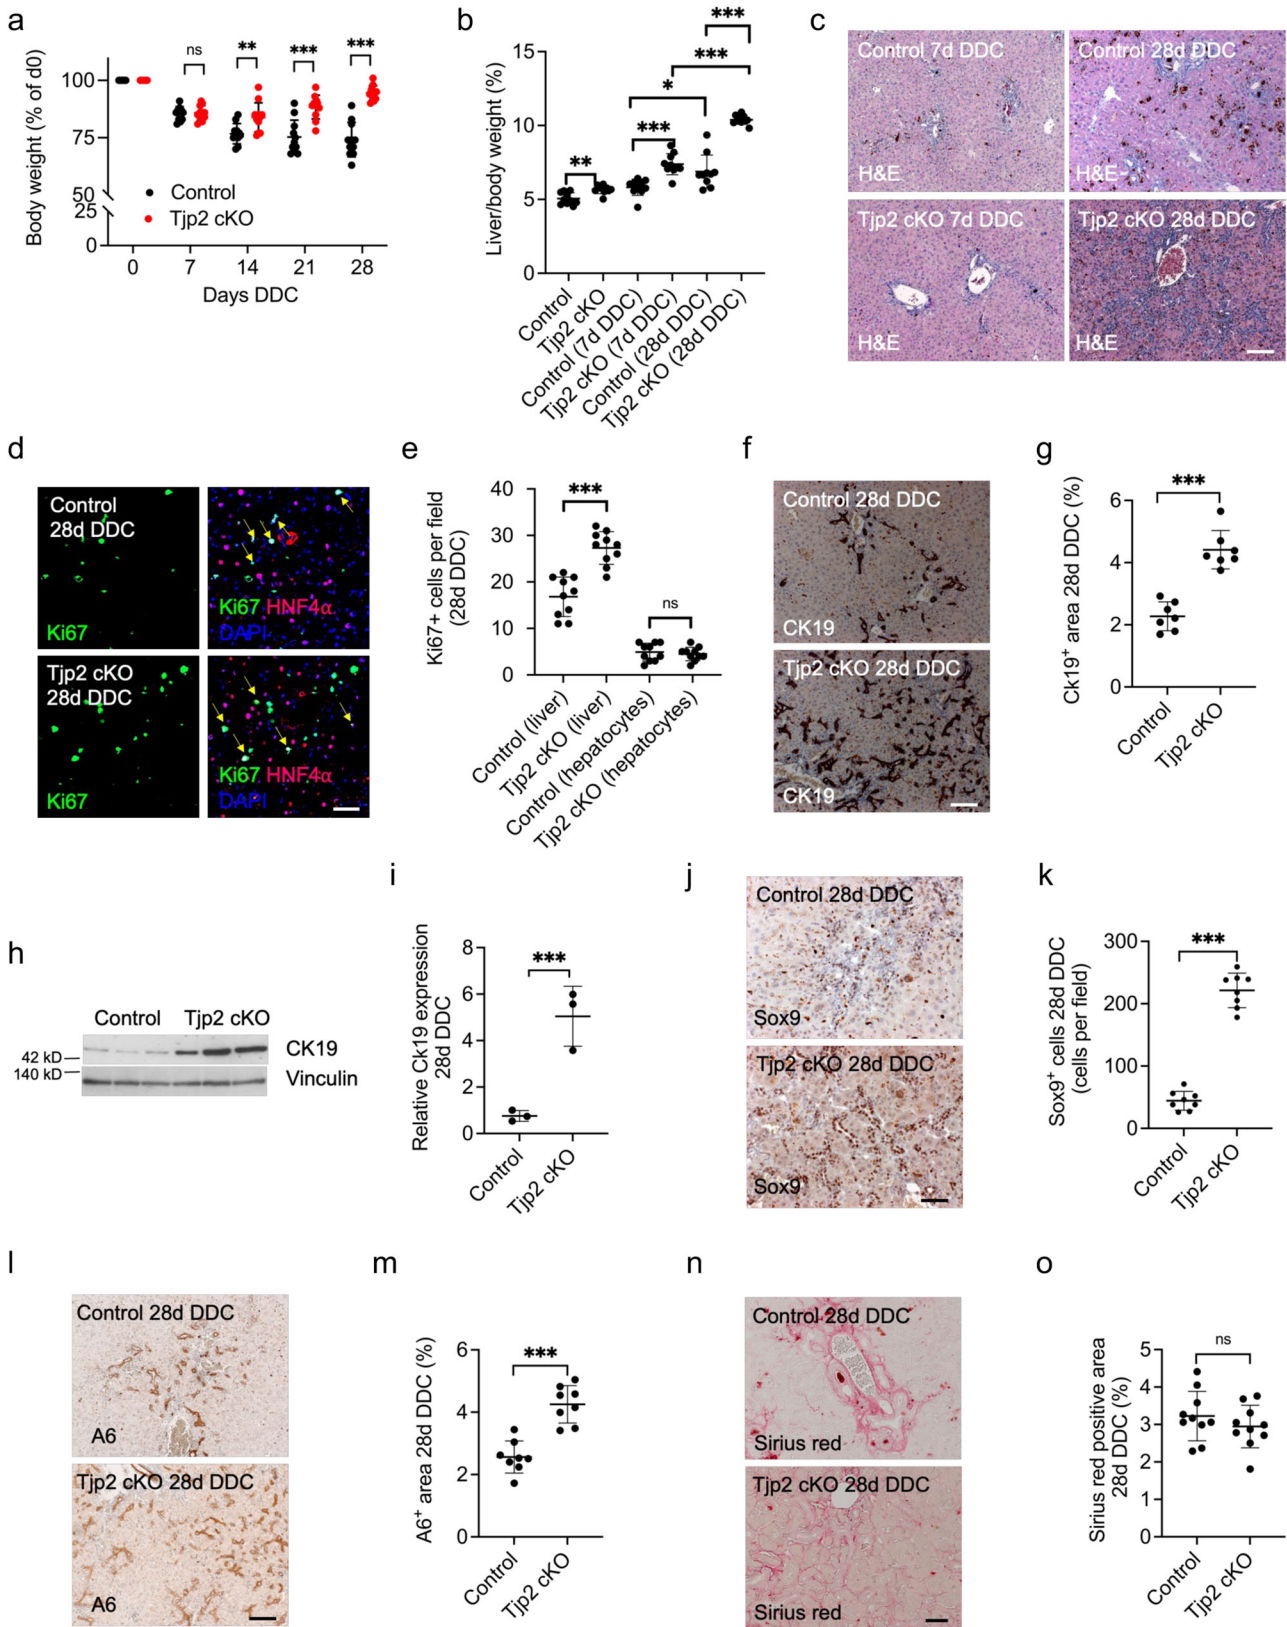 a
ns
**
***
***
Body weight (% of d0)
100
75
50
25
0
Control
Tjp2 cKO
0 7 14 21 28
Days DDC
b
***
***
*
***
**
Liver/body weight (%)
15
10
5
0
Control
Tjp2 cKO
Control (7d DDC)
Tjp2 cKO (7d DDC)
Control (28d DDC)
Tjp2 cKO (28d DDC)
c
Control 7d DDC
H&E
Control 28d DDC
H&E
Tjp2 cKO 7d DDC
H&E
Tjp2 cKO 28d DDC
H&E
d
Control
28d DDC
Ki67
Ki67 HNF4α
DAPI
Tjp2 cKO
28d DDC
Ki67
Ki67 HNF4α
DAPI
e
Ki67+ cells per field
(28d DDC)
40
30
20
10
0
***
ns
Control (liver)
Tjp2 cKO (liver)
Control (hepatocytes)
Tjp2 cKO (hepatocytes)
f
Control 28d DDC
CK19
Tjp2 cKO 28d DDC
CK19
g
Ck19⁺ area 28d DDC (%)
6
4
2
0
***
Control
Tjp2 cKO
h
Control Tjp2 cKO
42 kD
CK19
140 kD
Vinculin
i
Relative Ck19 expression
28d DDC
8
6
4
2
0
***
Control
Tjp2 cKO
j
Control 28d DDC
Sox9
Tjp2 cKO 28d DDC
Sox9
k
Sox9⁺ cells 28d DDC
(cells per field)
300
200
100
0
***
Control
Tjp2 cKO
l
Control 28d DDC
A6
Tjp2 cKO 28d DDC
A6
m
A6⁺ area 28d DDC (%)
6
4
2
0
***
Control
Tjp2 cKO
n
Control 28d DDC
Sirius red
Tjp2 cKO 28d DDC
Sirius red
o
Sirius red positive area
28d DDC (%)
5
4
3
2
1
0
ns
Control
Tjp2 cKO